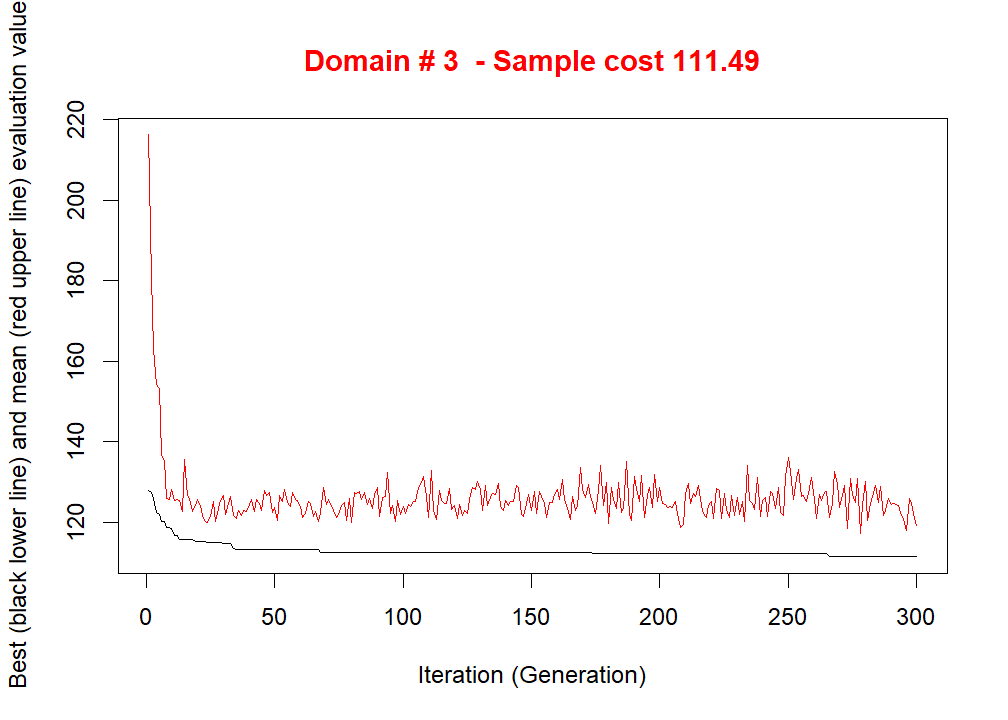 Domain # 3  - Sample cost 111.49
Best (black lower line) and mean (red upper line) evaluation value
220
200
180
160
140
120
0 50 100 150 200 250 300
Iteration (Generation)